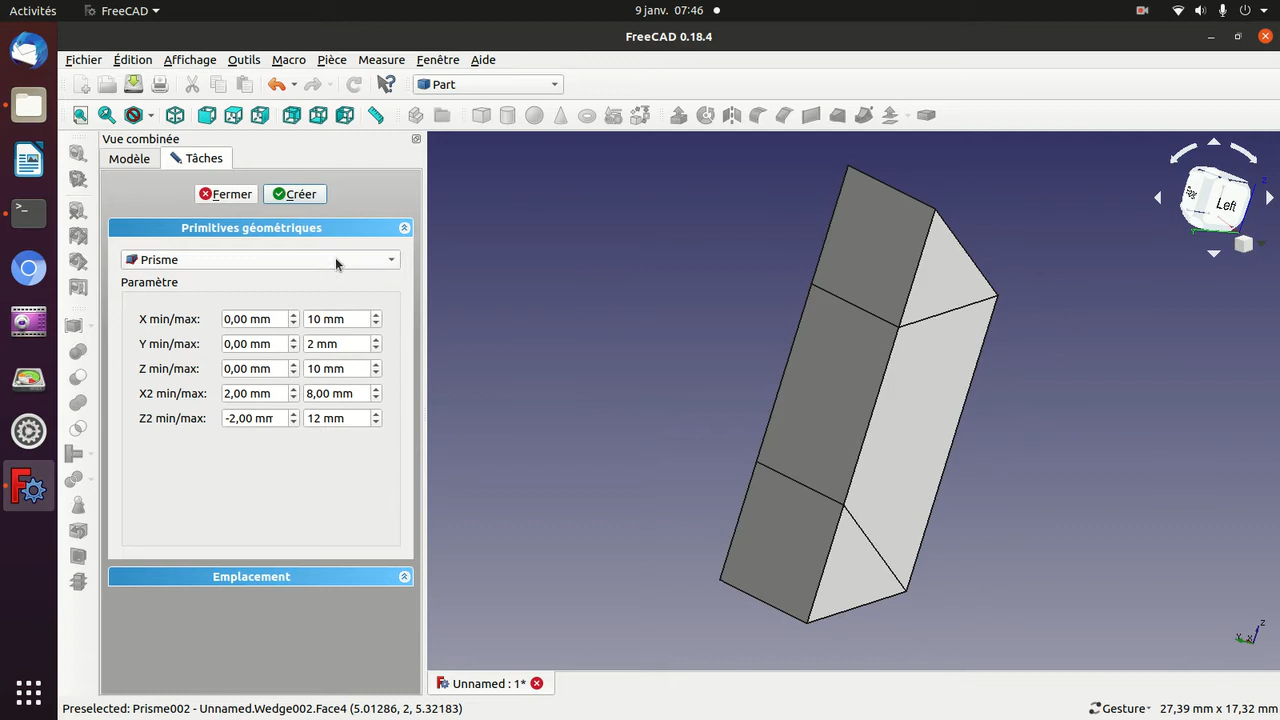 Activités FreeCAD 9 janv. 07:46
FreeCAD 0.18.4
Fichier Édition Affichage Outils Macro Pièce Mesure Fenêtre Aide
Part
Vue combinée
Modèle Tâches
Fermer Créer
Primitives géométriques
Prisme
Paramètre
X min/max: 0,00 mm 10 mm
Y min/max: 0,00 mm 2 mm
Z min/max: 0,00 mm 10 mm
X2 min/max: 2,00 mm 8,00 mm
Z2 min/max: -2,00 mm 12 mm
Emplacement
Left
Z
Unnamed : 1*
Preselected: Prisme002 - Unnamed.Wedge002.Face4 (5.01286, 2, 5.32183) Gesture 27,39 mm x 17,32 mm